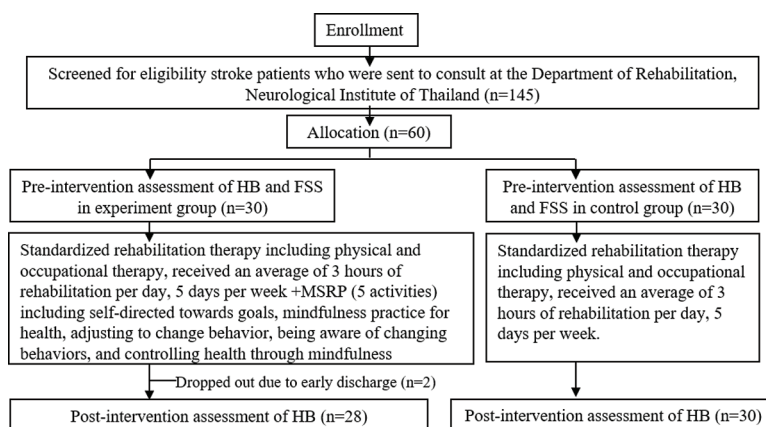 Enrollment
Screened for eligibility stroke patients who were sent to consult at the Department of Rehabilitation,
Neurological Institute of Thailand (n=145)
Allocation (n=60)
Pre-intervention assessment of HB and FSS
in experiment group (n=30)
Pre-intervention assessment of HB
and FSS in control group (n=30)
Standardized rehabilitation therapy including physical and
occupational therapy, received an average of 3 hours of
rehabilitation per day, 5 days per week +MSRP (5 activities)
including self-directed towards goals, mindfulness practice for
health, adjusting to change behavior, being aware of changing
behaviors, and controlling health through mindfulness
Standardized rehabilitation therapy
including physical and occupational
therapy, received an average of 3
hours of rehabilitation per day, 5
days per week.
Dropped out due to early discharge (n=2)
Post-intervention assessment of HB (n=28)
Post-intervention assessment of HB (n=30)